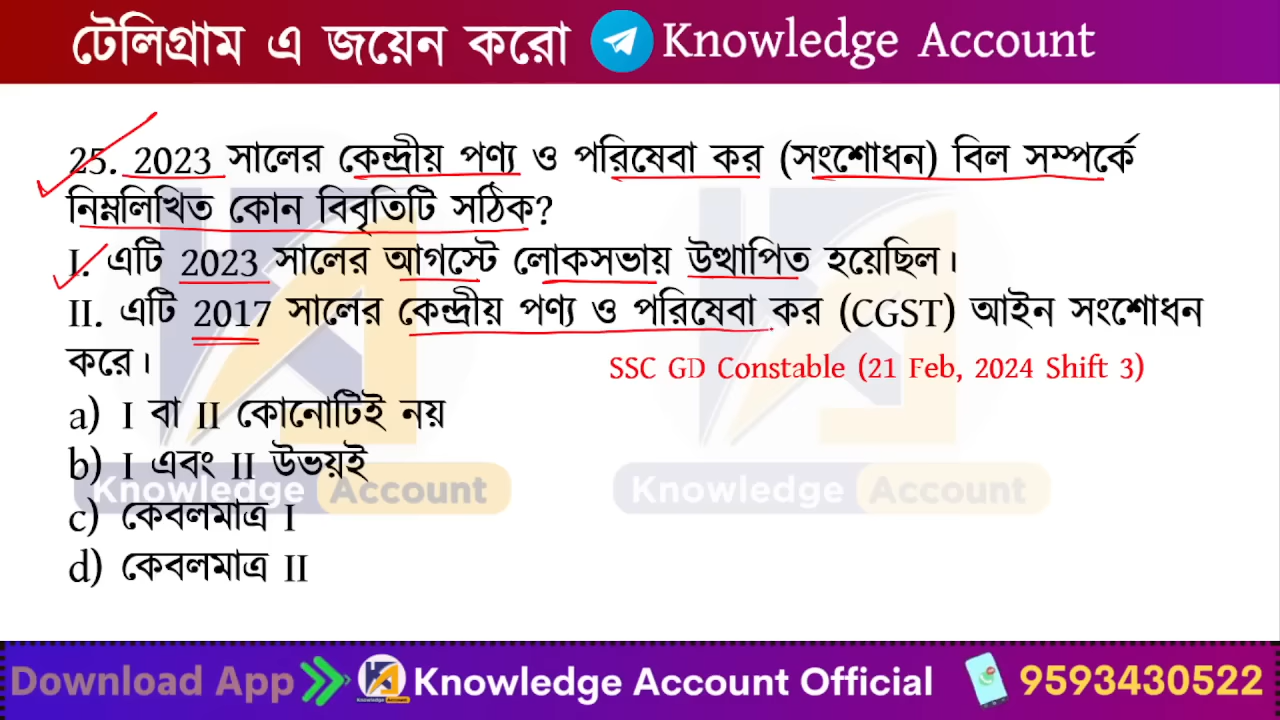 টেলিগ্রাম এ জয়েন করো Knowledge Account
25. 2023 সালের কেন্দ্রীয় পণ্য ও পরিষেবা কর (সংশোধন) বিল সম্পর্কে
নিম্নলিখিত কোন বিবৃতিটি সঠিক?
I. এটি 2023 সালের আগস্টে লোকসভায় উত্থাপিত হয়েছিল।
II. এটি 2017 সালের কেন্দ্রীয় পণ্য ও পরিষেবা কর (CGST) আইন সংশোধন
করে।
SSC GD Constable (21 Feb, 2024 Shift 3)
a) I বা II কোনোটিই নয়
b) I এবং II উভয়ই
Knowledge Account
Knowledge Account
c) কেবলমাত্র I
d) কেবলমাত্র II
Download App Knowledge Account Official 9593430522